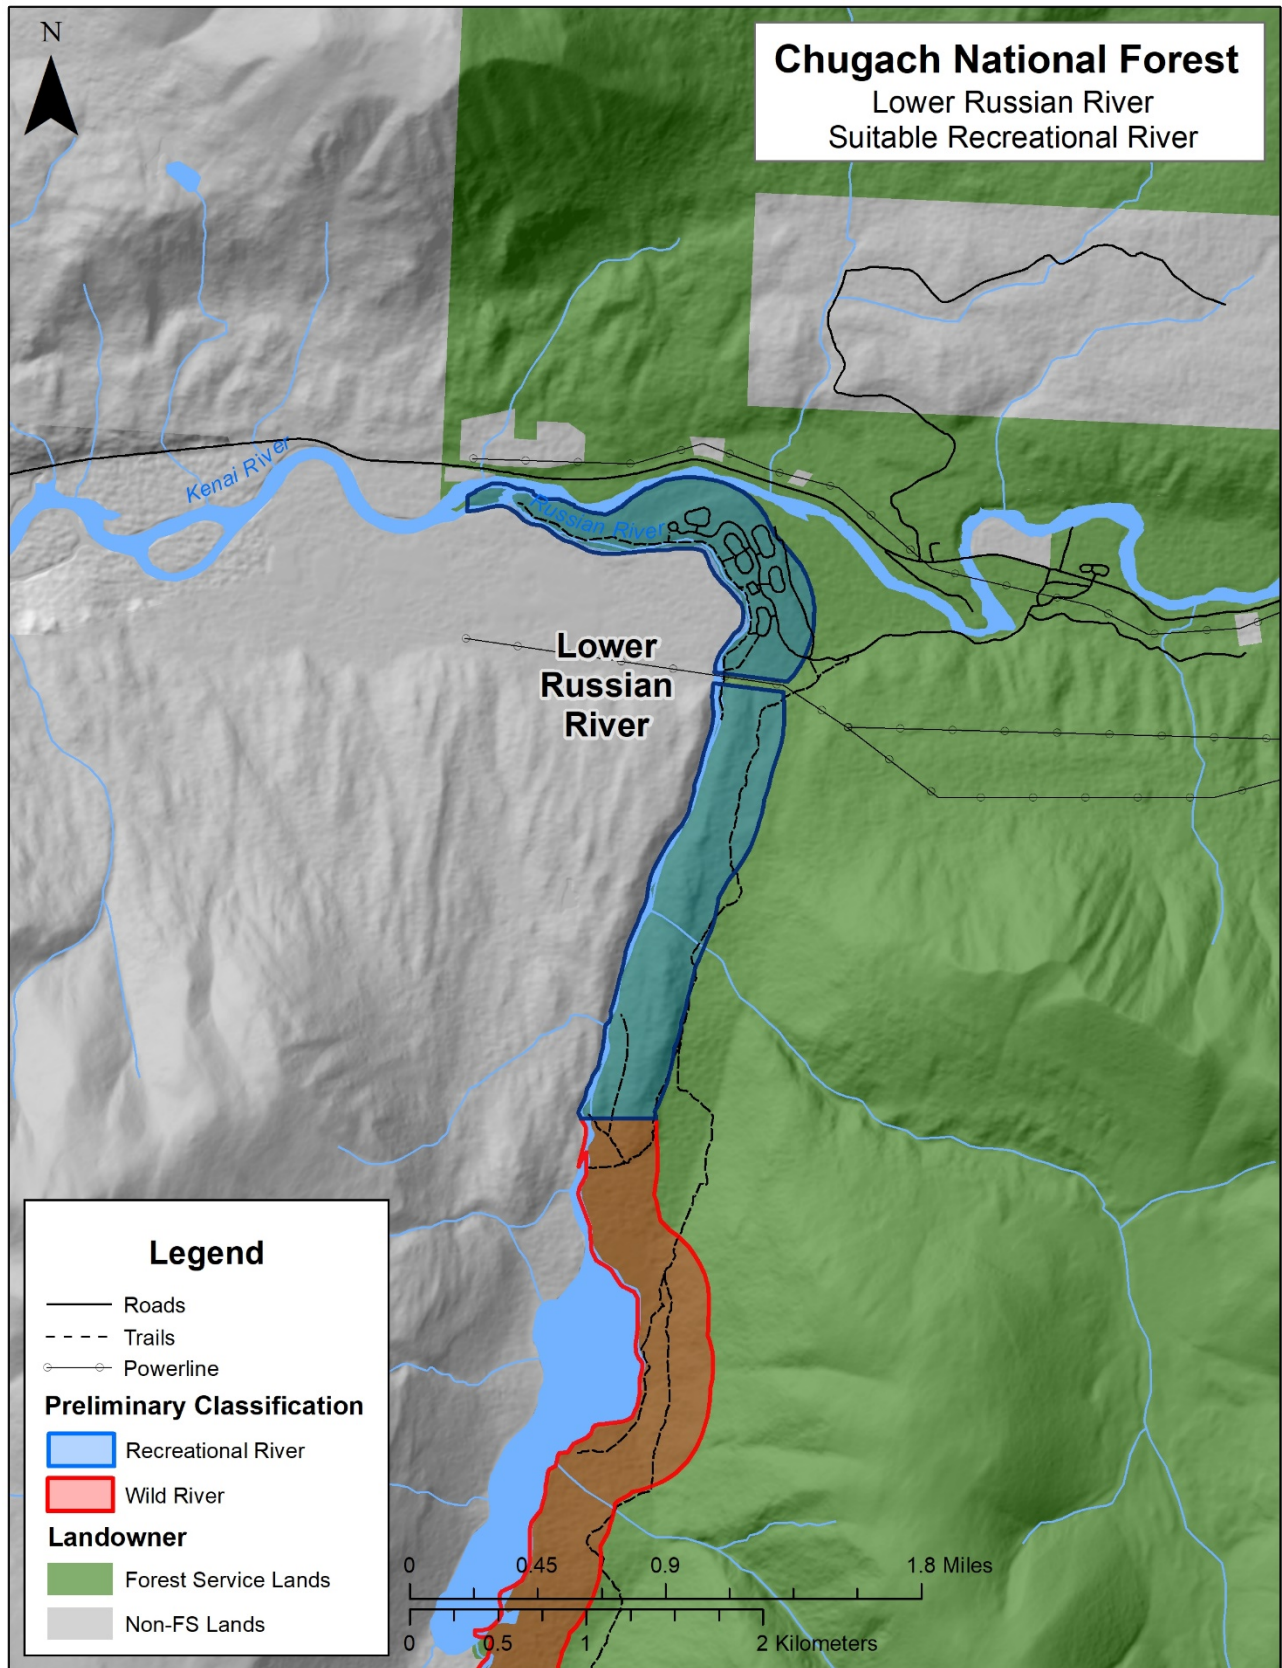 N
Chugach National Forest
Lower Russian River
Suitable Recreational River
Kenai River
Russian River
Lower
Russian
River
Legend
Roads
Trails
Powerline
Preliminary Classification
Recreational River
Wild River
Landowner
Forest Service Lands
Non-FS Lands
0 0.45 0.9 1.8 Miles
0 0.5 1 2 Kilometers